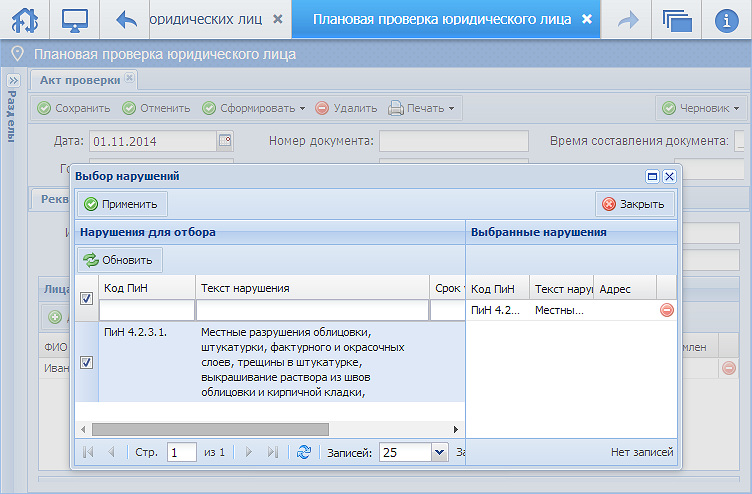 оридических лиц
Плановая проверка юридического лица
Плановая проверка юридического лица
Разделы
Акт проверки
Сохранить Отменить Сформировать Удалить Печать Черновик
Дата: 01.11.2014 Номер документа: Время составления документа:
Выбор нарушений
Применить Закрыть
Нарушения для отбора Выбранные нарушения
Обновить
Код ПиН Текст нарушения Срок Код ПиН Текст наруш Адрес
ПиН 4.2... Местны...
ПиН 4.2.3.1. Местные разрушения облицовки,
штукатурки, фактурного и окрасочных
слоев, трещины в штукатурке,
выкрашивание раствора из швов
облицовки и кирпичной кладки,
Лица
ФИО млен
Иван
Стр. 1 из 1 Записей: 25 За Нет записей